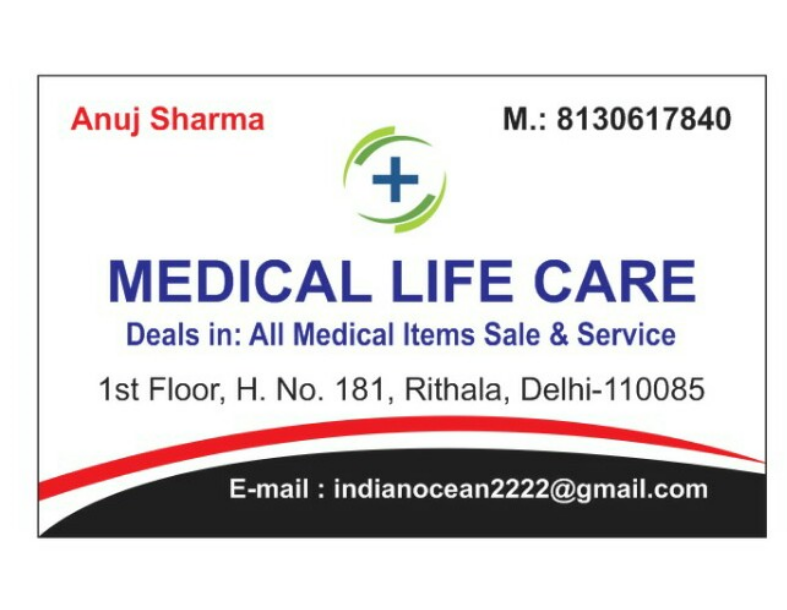 Anuj Sharma
M.: 8130617840
MEDICAL LIFE CARE
Deals in: All Medical Items Sale & Service
1st Floor, H. No. 181, Rithala, Delhi-110085
E-mail : indianocean2222@gmail.com